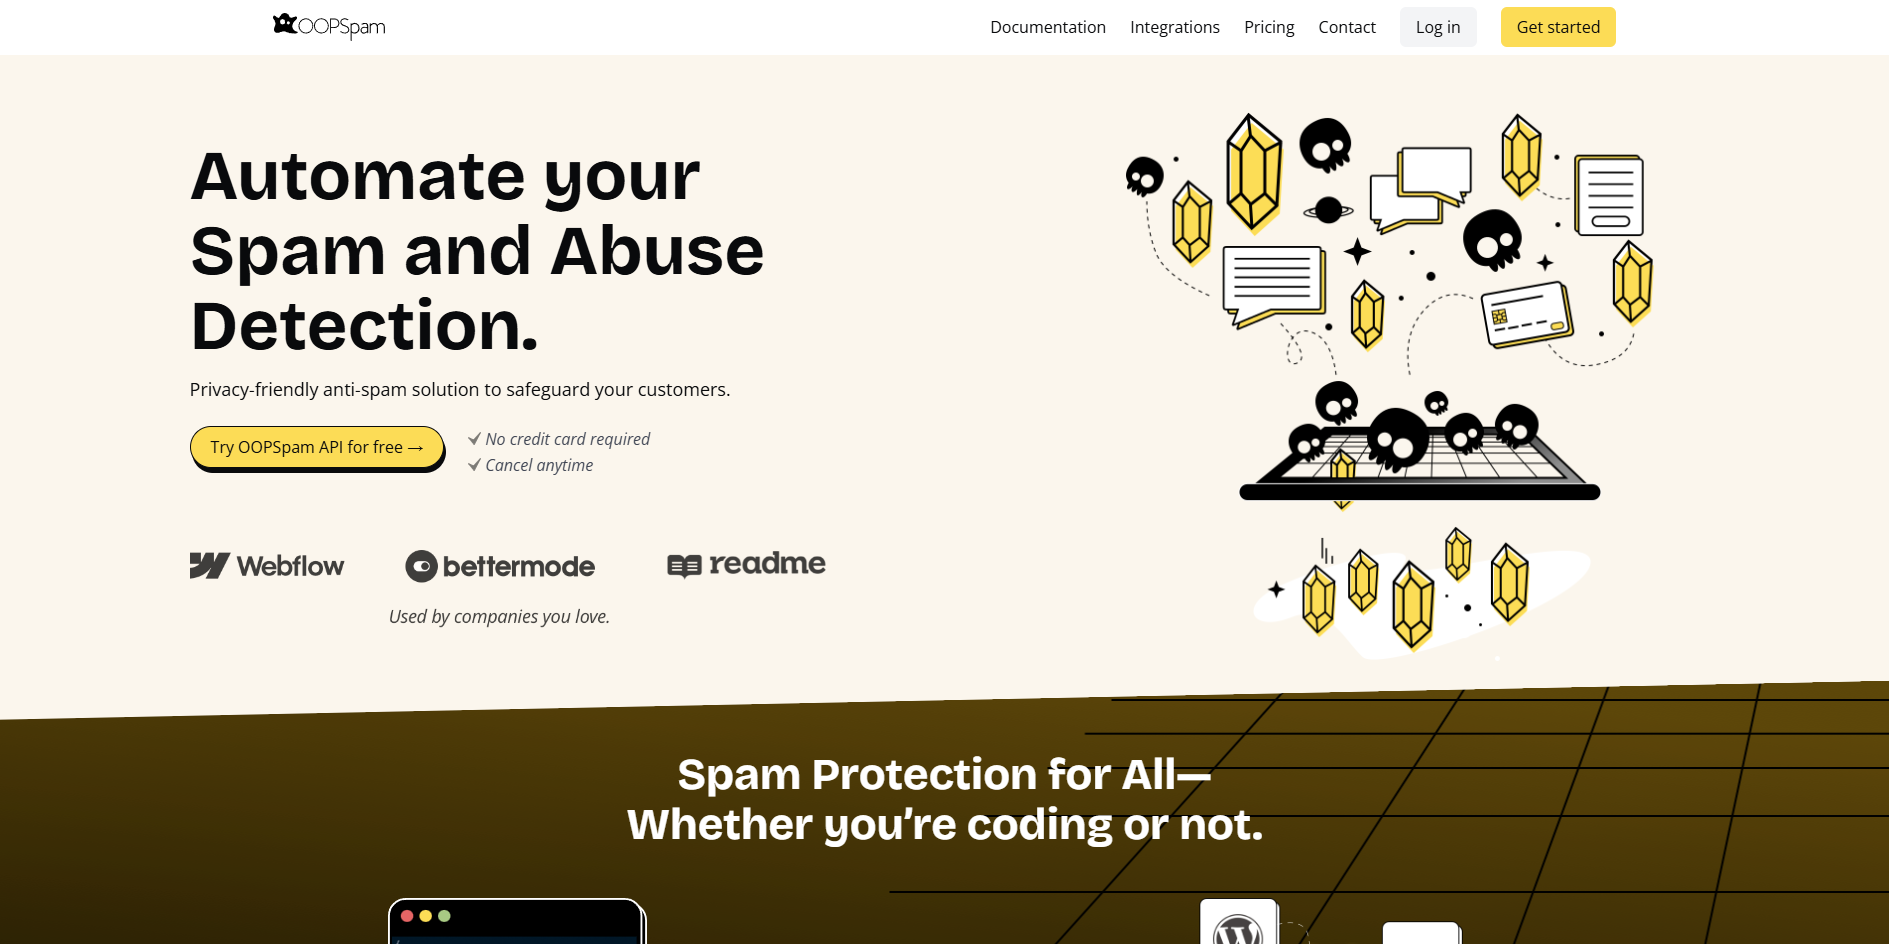 OOPSpam
Documentation
Integrations
Pricing
Contact
Log in
Get started
Automate your
Spam and Abuse
Detection.
Privacy-friendly anti-spam solution to safeguard your customers.
Try OOPSpam API for free →
✓ No credit card required
✓ Cancel anytime
Webflow
bettermode
readme
Used by companies you love.
Spam Protection for All—
Whether you’re coding or not.